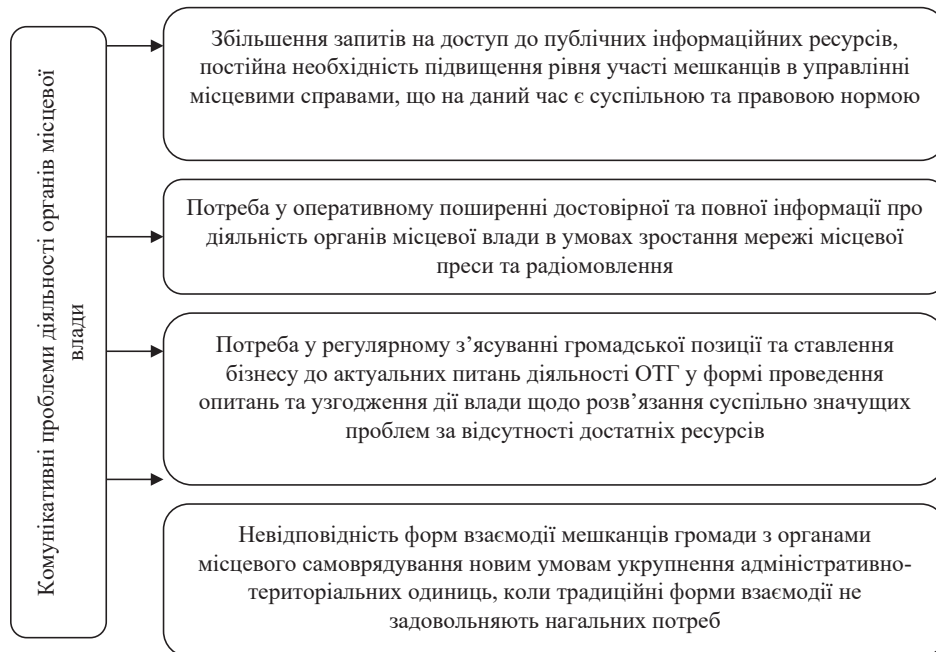 Комунікативні проблеми діяльності органів місцевої
влади
Збільшення запитів на доступ до публічних інформаційних ресурсів,
постійна необхідність підвищення рівня участі мешканців в управлінні
місцевими справами, що на даний час є суспільною та правовою нормою
Потреба у оперативному поширенні достовірної та повної інформації про
діяльність органів місцевої влади в умовах зростання мережі місцевої
преси та радіомовлення
Потреба у регулярному з’ясуванні громадської позиції та ставлення
бізнесу до актуальних питань діяльності ОТГ у формі проведення
опитань та узгодження дії влади щодо розв’язання суспільно значущих
проблем за відсутності достатніх ресурсів
Невідповідність форм взаємодії мешканців громади з органами
місцевого самоврядування новим умовам укрупнення адміністративно-
територіальних одиниць, коли традиційні форми взаємодії не
задовольняють нагальних потреб